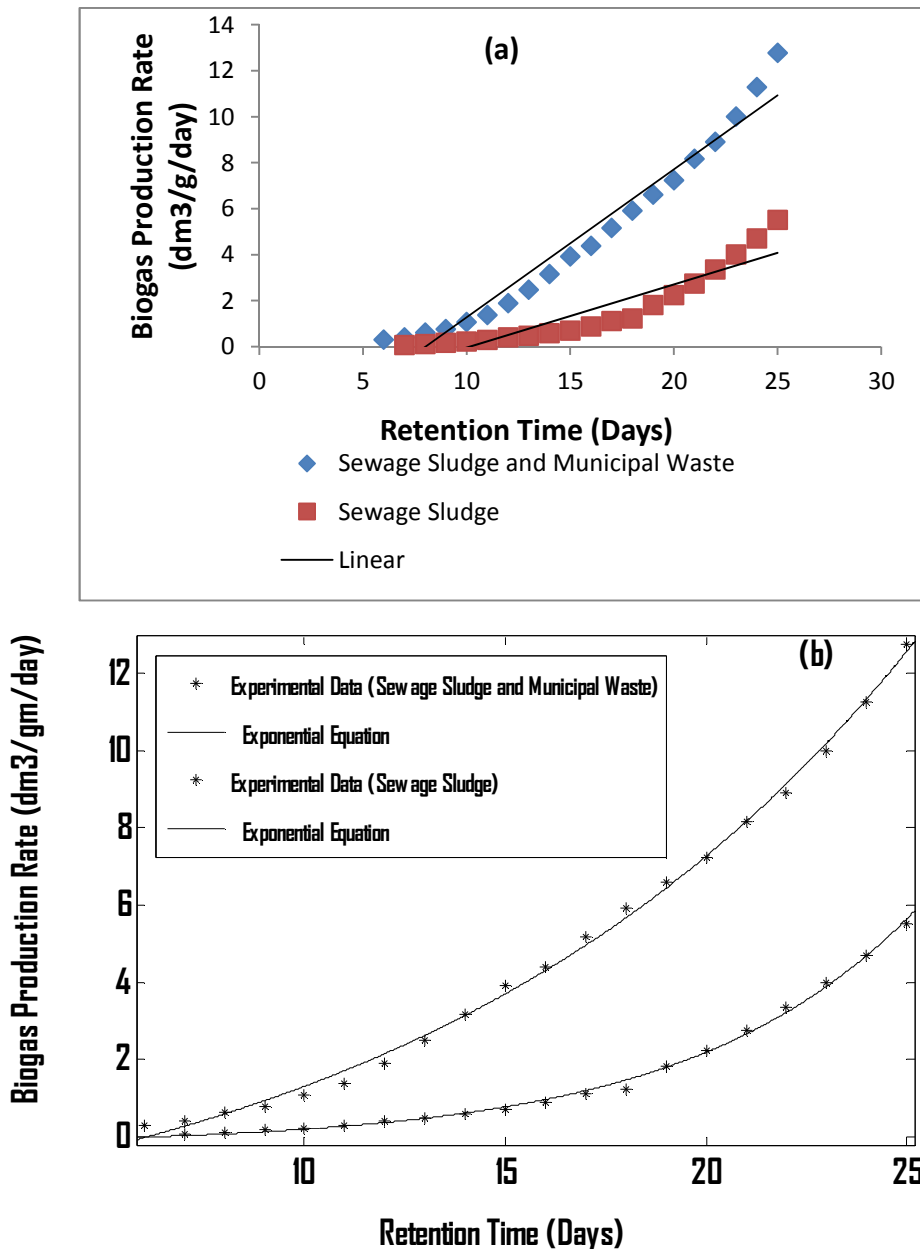 (a)
Biogas Production Rate
(dm3/g/day)
14
12
10
8
6
4
2
0
0 5 10 15 20 25 30
Retention Time (Days)
Sewage Sludge and Municipal Waste
Sewage Sludge
Linear
(b)
Biogas Production Rate (dm3/gm/day)
12
10
8
6
4
2
0
Experimental Data (Sewage Sludge and Municipal Waste)
Exponential Equation
Experimental Data (Sewage Sludge)
Exponential Equation
10 15 20 25
Retention Time (Days)